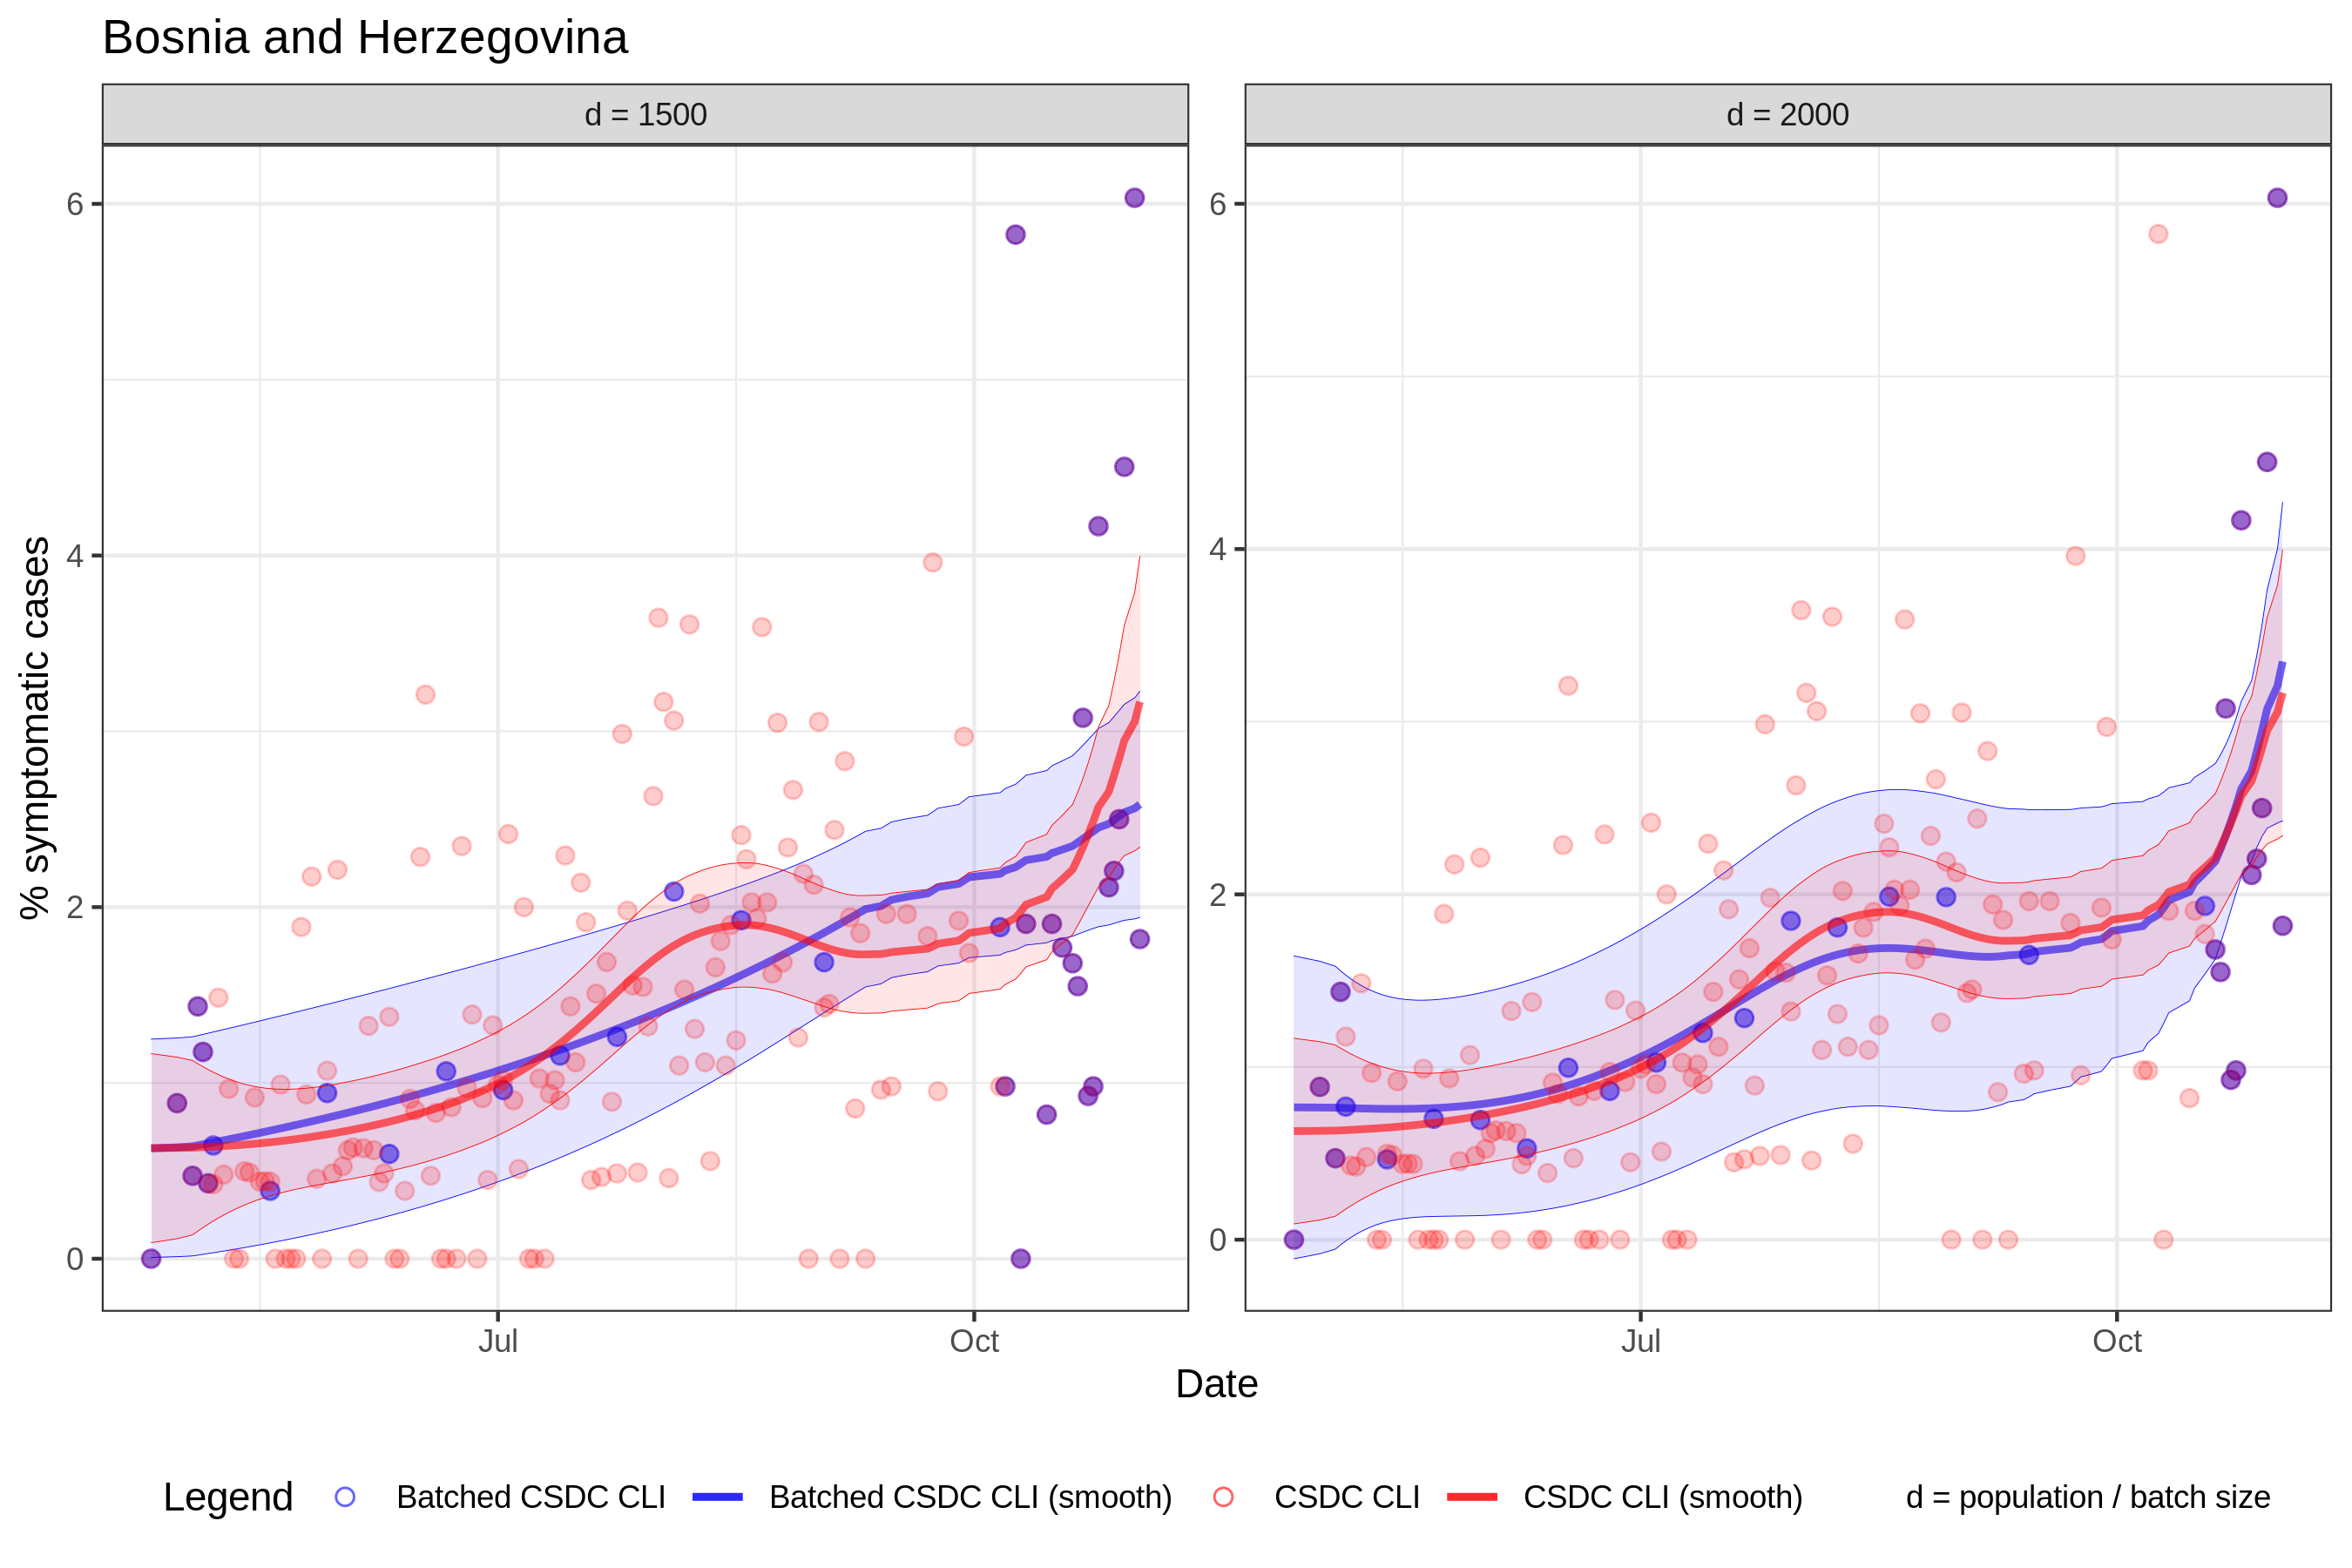 Bosnia and Herzegovina
d = 1500
d = 2000
% symptomatic cases
6
4
2
0
6
4
2
0
Jul
Oct
Jul
Oct
Date
Legend
Batched CSDC CLI
Batched CSDC CLI (smooth)
CSDC CLI
CSDC CLI (smooth)
d = population / batch size